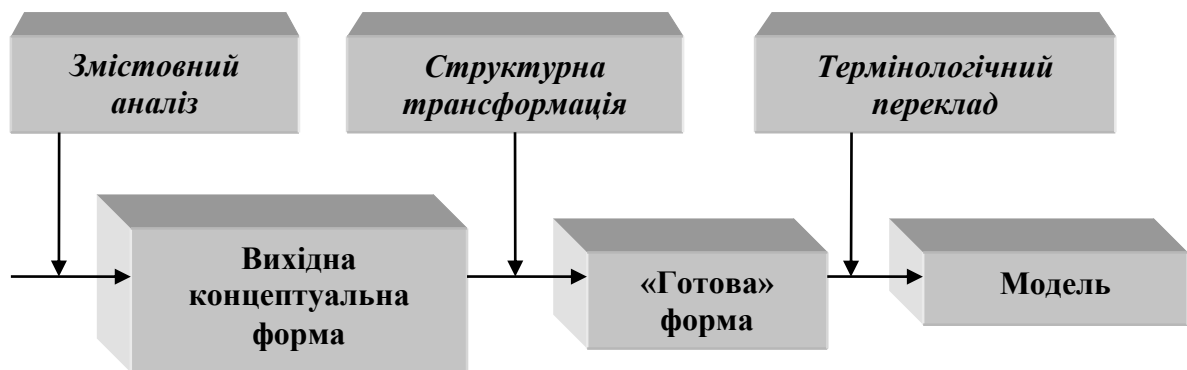 Змістовний
аналіз
Структурна
трансформація
Термінологічний
переклад
Вихідна
концептуальна
форма
«Готова»
форма
Модель